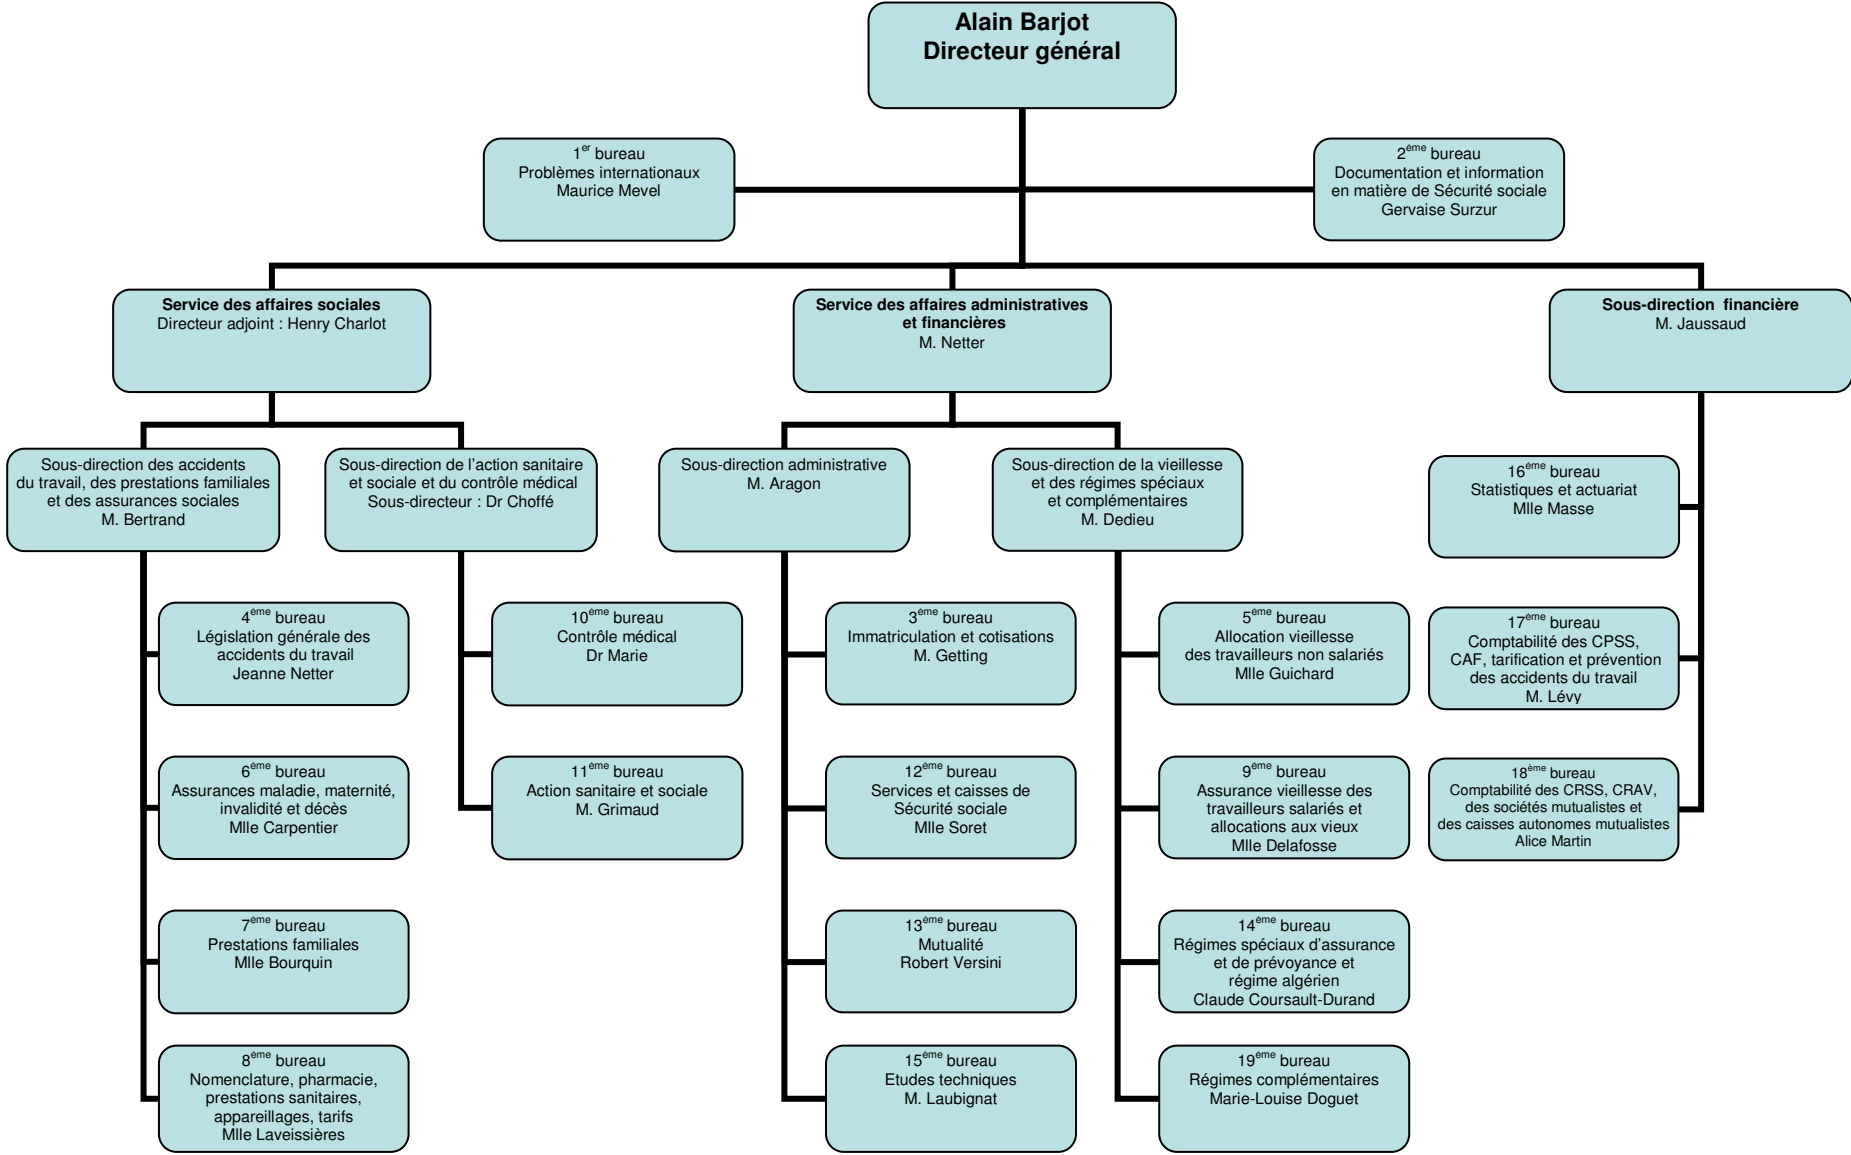 Alain Barjot
Directeur général
1er bureau
Problèmes internationaux
Maurice Mevel
2ème bureau
Documentation et information
en matière de Sécurité sociale
Gervaise Surzur
Service des affaires sociales
Directeur adjoint : Henry Charlot
Service des affaires administratives
et financières
M. Netter
Sous-direction financière
M. Jaussaud
Sous-direction des accidents
du travail, des prestations familiales
et des assurances sociales
M. Bertrand
Sous-direction de l'action sanitaire
et sociale et du contrôle médical
Sous-directeur : Dr Choffé
Sous-direction administrative
M. Aragon
Sous-direction de la vieillesse
et des régimes spéciaux
et complémentaires
M. Dedieu
16ème bureau
Statistiques et actuariat
Mlle Masse
4ème bureau
Législation générale des
accidents du travail
Jeanne Netter
10ème bureau
Contrôle médical
Dr Marie
3ème bureau
Immatriculation et cotisations
M. Getting
5ème bureau
Allocation vieillesse
des travailleurs non salariés
Mlle Guichard
17ème bureau
Comptabilité des CPSS,
CAF, tarification et prévention
des accidents du travail
M. Lévy
6ème bureau
Assurances maladie, maternité,
invalidité et décès
Mlle Carpentier
11ème bureau
Action sanitaire et sociale
M. Grimaud
12ème bureau
Services et caisses de
Sécurité sociale
Mlle Soret
9ème bureau
Assurance vieillesse des
travailleurs salariés et
allocations aux vieux
Mlle Delafosse
18ème bureau
Comptabilité des CRSS, CRAV,
des sociétés mutualistes et
des caisses autonomes mutualistes
Alice Martin
7ème bureau
Prestations familiales
Mlle Bourquin
13ème bureau
Mutualité
Robert Versini
14ème bureau
Régimes spéciaux d'assurance
et de prévoyance et
régime algérien
Claude Coursault-Durand
8ème bureau
Nomenclature, pharmacie,
prestations sanitaires,
appareillages, tarifs
Mlle Laveissières
15ème bureau
Etudes techniques
M. Laubignat
19ème bureau
Régimes complémentaires
Marie-Louise Doguet